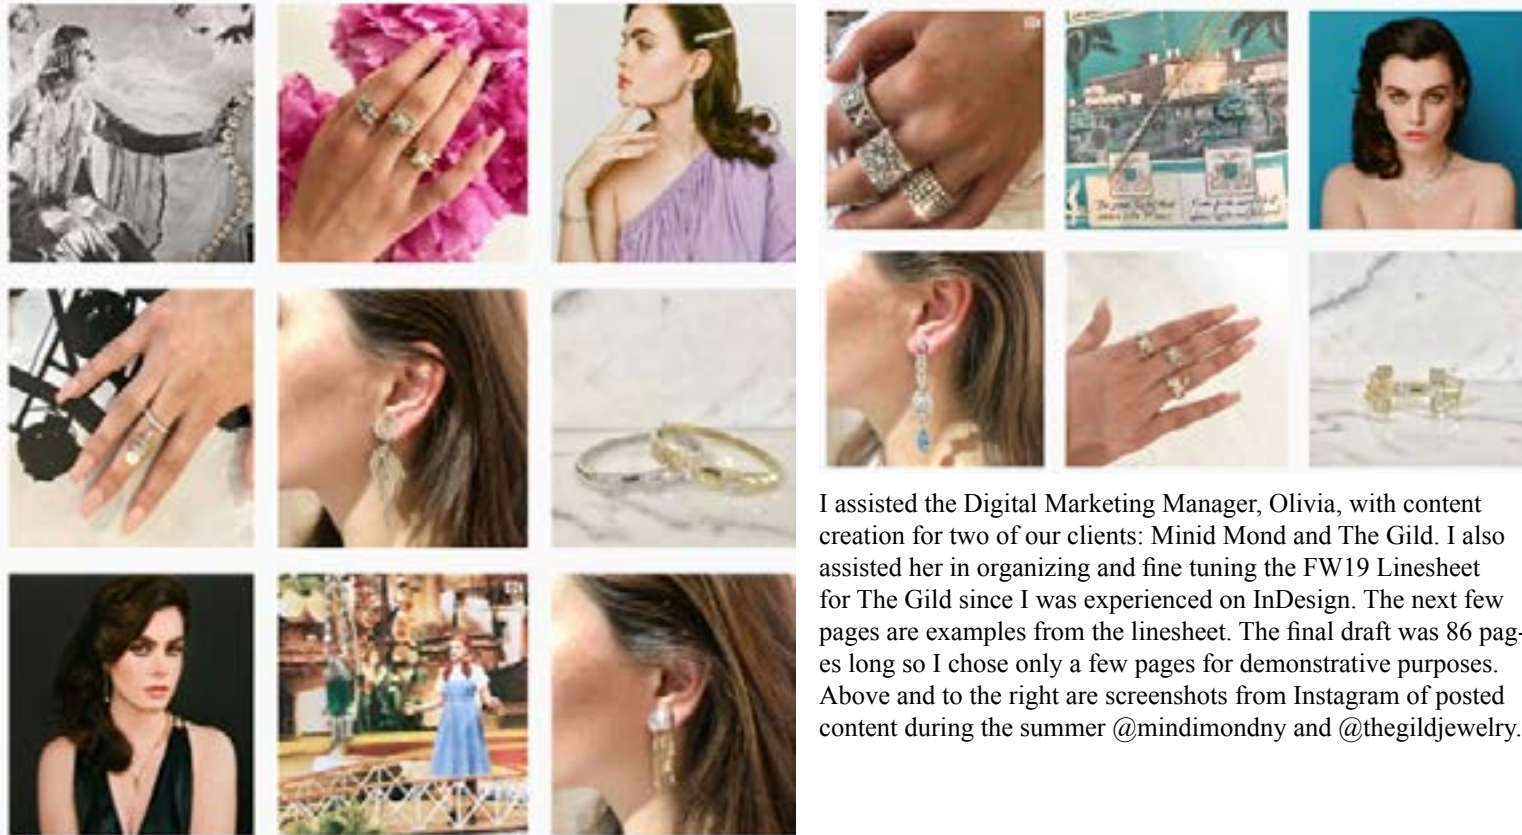 I assisted the Digital Marketing Manager, Olivia, with content
creation for two of our clients: Minid Mond and The Gild. I also
assisted her in organizing and fine tuning the FW19 Linesheet
for The Gild since I was experienced on InDesign. The next few
pages are examples from the linesheet. The final draft was 86 pag-
es long so I chose only a few pages for demonstrative purposes.
Above and to the right are screenshots from Instagram of posted
content during the summer @mindimondny and @thegildjewelry.